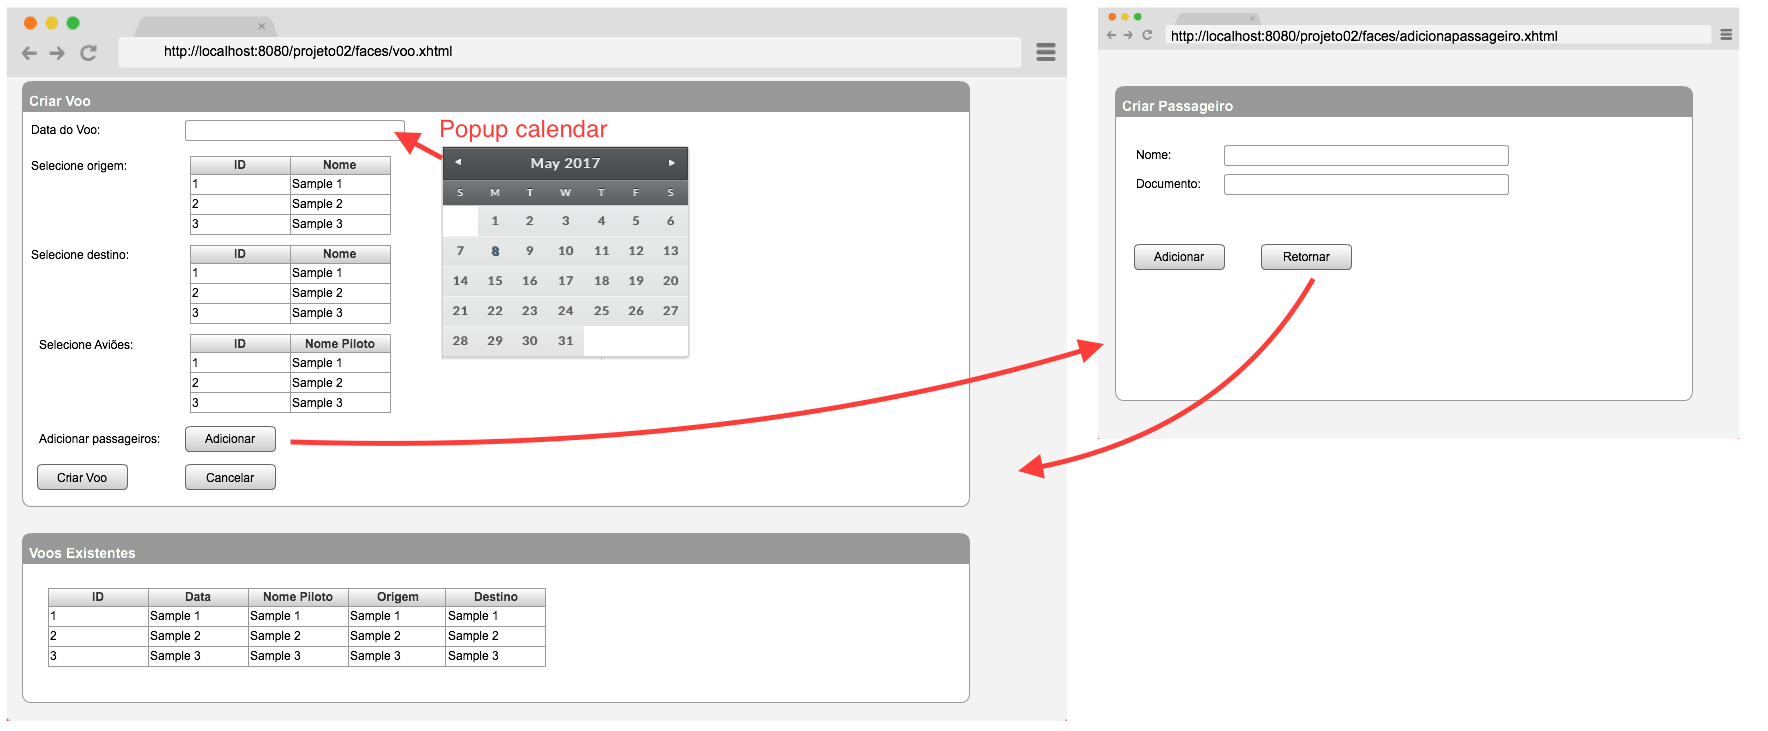 http://localhost:8080/projeto02/faces/voo.xhtml
Criar Voo
Data do Voo:
Popup calendar
May 2017
S M T W T F S
1 2 3 4 5 6
7 8 9 10 11 12 13
14 15 16 17 18 19 20
21 22 23 24 25 26 27
28 29 30 31
Selecione origem:
ID Nome
1 Sample 1
2 Sample 2
3 Sample 3
Selecione destino:
ID Nome
1 Sample 1
2 Sample 2
3 Sample 3
Selecione Aviões:
ID Nome Piloto
1 Sample 1
2 Sample 2
3 Sample 3
Adicionar passageiros: Adicionar
Criar Voo Cancelar
Voos Existentes
ID Data Nome Piloto Origem Destino
1 Sample 1 Sample 1 Sample 1 Sample 1
2 Sample 2 Sample 2 Sample 2 Sample 2
3 Sample 3 Sample 3 Sample 3 Sample 3
http://localhost:8080/projeto02/faces/adicionapassageiro.xhtml
Criar Passageiro
Nome:
Documento:
Adicionar Retornar